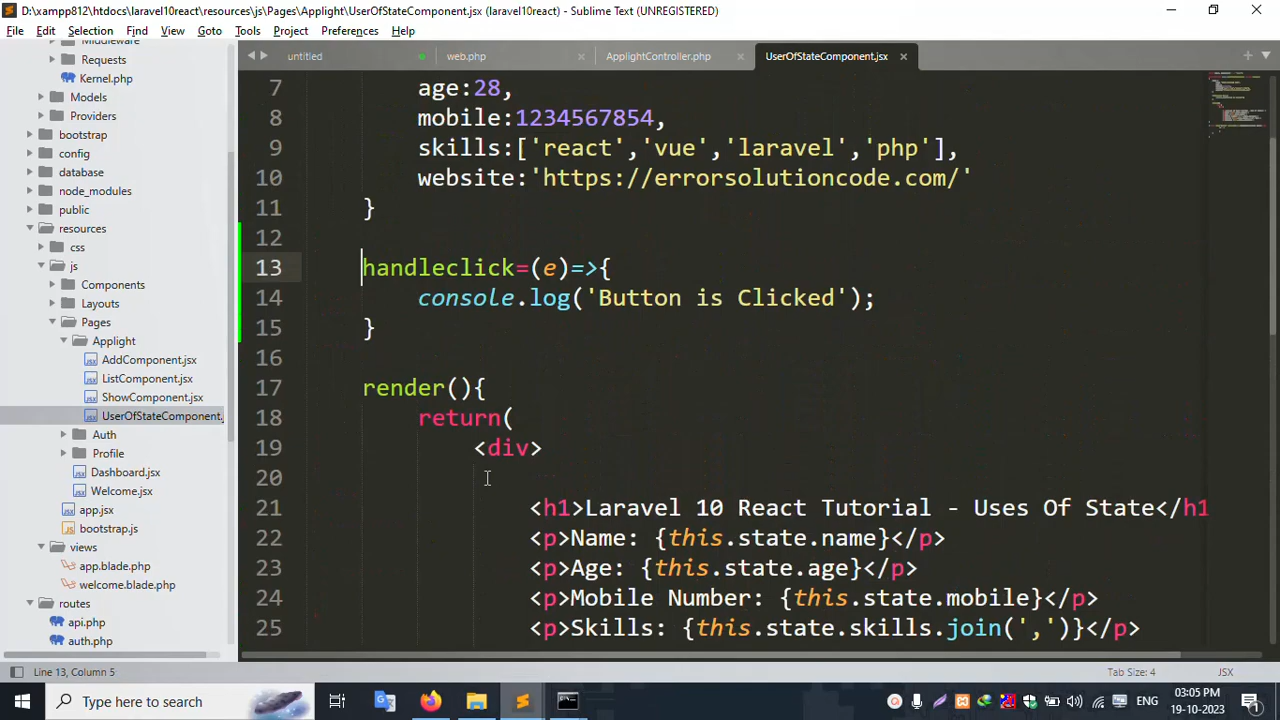 D:\xampp812\htdocs\laravel10react\resources\js\Pages\Applight\UserOfStateComponent.jsx (laravel10react) - Sublime Text (UNREGISTERED)
File Edit Selection Find View Goto Tools Project Preferences Help
untitled web.php ApplightController.php UserOfStateComponent.jsx
Middleware
Requests
Kernel.php
Models
Providers
bootstrap
config
database
node_modules
public
resources
css
js
Components
Layouts
Pages
Applight
AddComponent.jsx
ListComponent.jsx
ShowComponent.jsx
UserOfStateComponent.
Auth
Profile
Dashboard.jsx
Welcome.jsx
app.jsx
bootstrap.js
views
app.blade.php
welcome.blade.php
routes
api.php
auth.php
7 age:28,
8 mobile:1234567854,
9 skills:['react','vue','laravel','php'],
10 website:'https://errorsolutioncode.com/'
11 }
12
13 handleclick=(e)=>{
14 console.log('Button is Clicked');
15 }
16
17 render(){
18 return(
19 <div>
20
21 <h1>Laravel 10 React Tutorial - Uses Of State</h1
22 <p>Name: {this.state.name}</p>
23 <p>Age: {this.state.age}</p>
24 <p>Mobile Number: {this.state.mobile}</p>
25 <p>Skills: {this.state.skills.join(',')}</p>
Line 13, Column 5 Tab Size: 4 JSX
Type here to search ENG 03:05 PM
19-10-2023